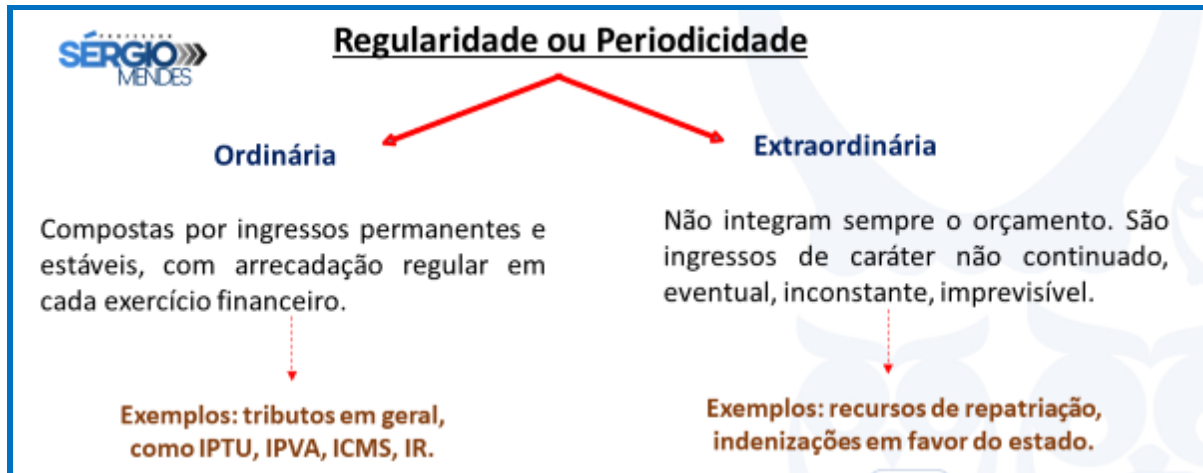 PROFESSOR
SÉRGIO
MENDES
Regularidade ou Periodicidade
Ordinária
Compostas por ingressos permanentes e
estáveis, com arrecadação regular em
cada exercício financeiro.
Exemplos: tributos em geral,
como IPTU, IPVA, ICMS, IR.
Extraordinária
Não integram sempre o orçamento. São
ingressos de caráter não continuado,
eventual, inconstante, imprevisível.
Exemplos: recursos de repatriação,
indenizações em favor do estado.